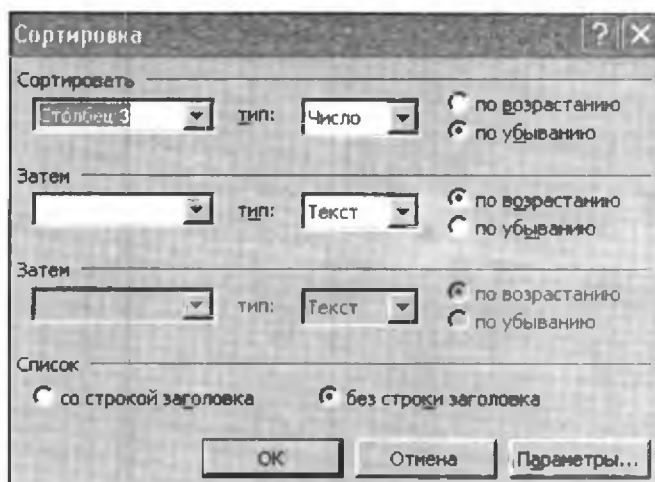 Сортировка
Сортировать
Столбец 3 тип: Число по возрастанию
по убыванию
Затем
тип: Текст по возрастанию
по убыванию
Затем
тип: Текст по возрастанию
по убыванию
Список
со строкой заголовка без строки заголовка
ОК Отмена Параметры...